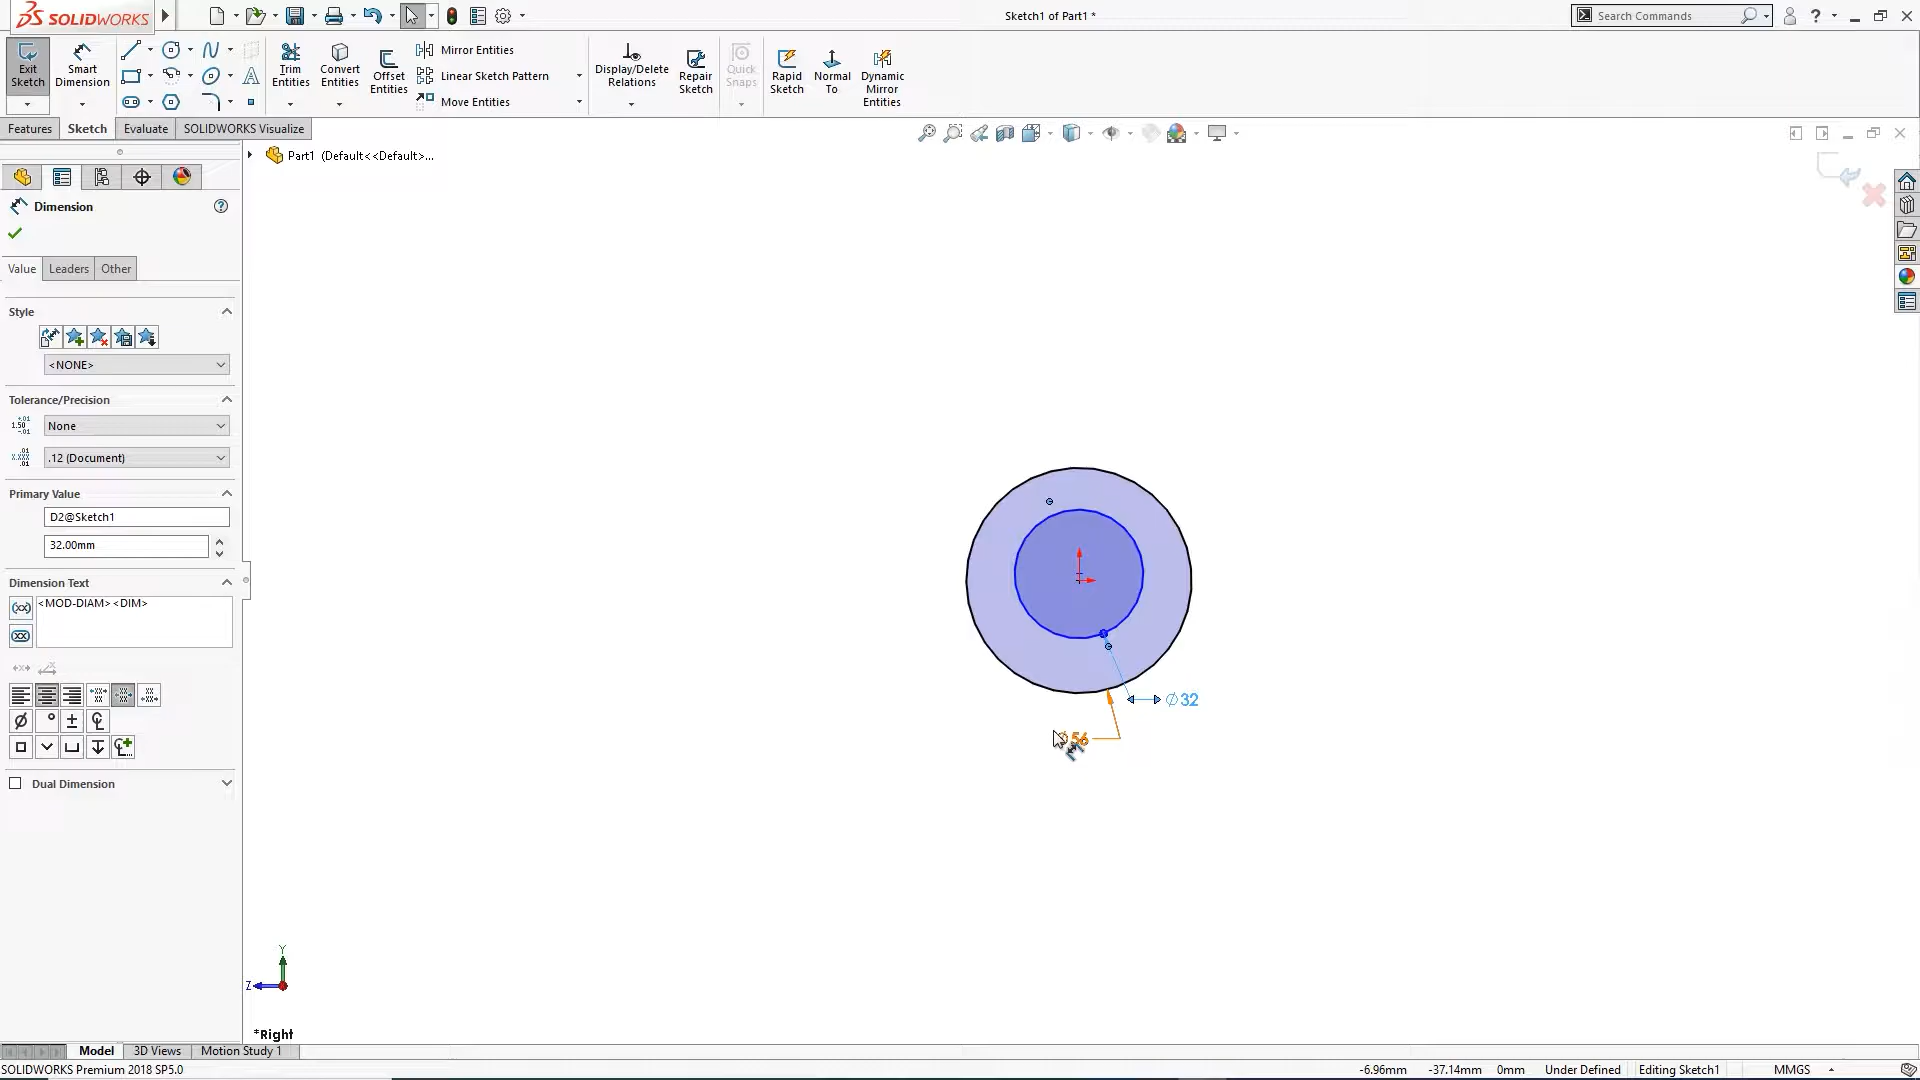 SOLIDWORKS
Sketch1 of Part1 *
Search Commands
Exit Sketch
Smart Dimension
Trim Entities
Convert Entities
Offset Entities
Mirror Entities
Linear Sketch Pattern
Move Entities
Display/Delete Relations
Repair Sketch
Quick Snaps
Rapid Sketch
Normal To
Dynamic Mirror Entities
Features
Sketch
Evaluate
SOLIDWORKS Visualize
Part1 (Default<<Default>...
Dimension
Value
Leaders
Other
Style
<NONE>
Tolerance/Precision
None
.12 (Document)
Primary Value
D2@Sketch1
32.00mm
Dimension Text
<MOD-DIAM><DIM>
Dual Dimension
∅32
56
Y
Z
*Right
Model
3D Views
Motion Study 1
SOLIDWORKS Premium 2018 SP5.0
-6.96mm
-37.14mm
0mm
Under Defined
Editing Sketch1
MMGS